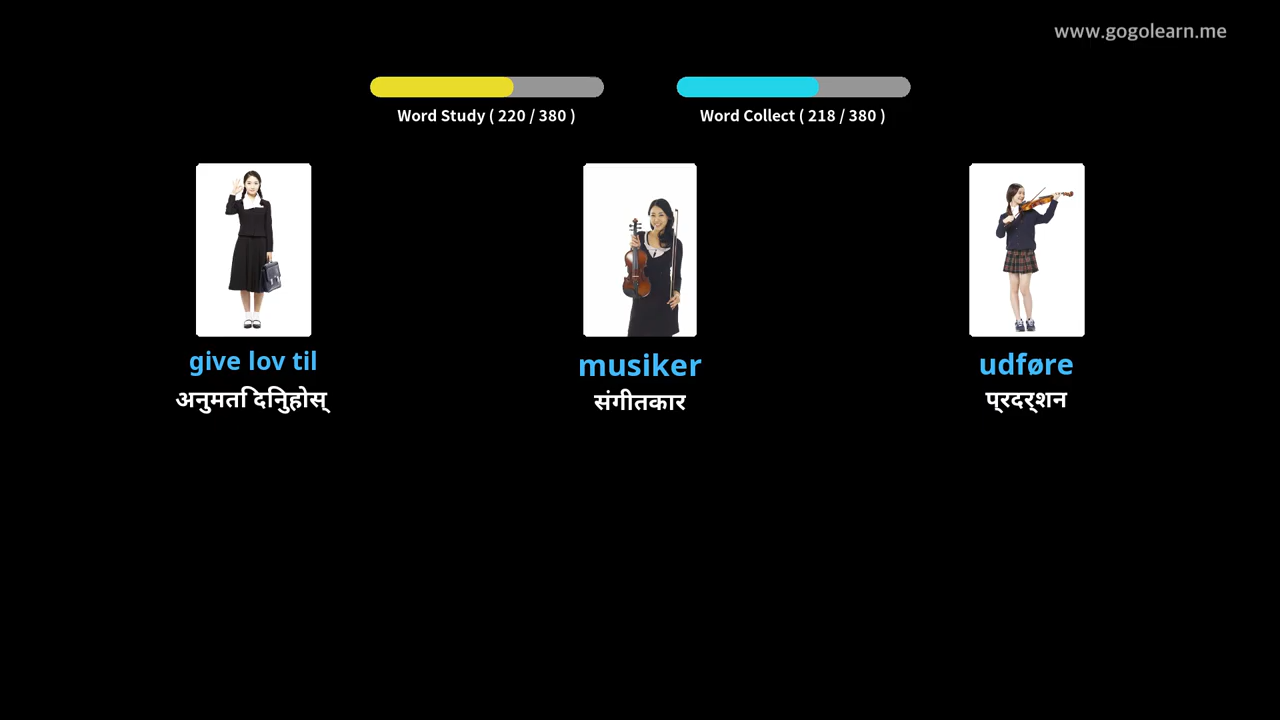 www.gogolearn.me
Word Study ( 220 / 380 )
Word Collect ( 218 / 380 )
give lov til
musiker
udføre
अनुमति दिनुहोस्
संगीतकार
प्रदर्शन